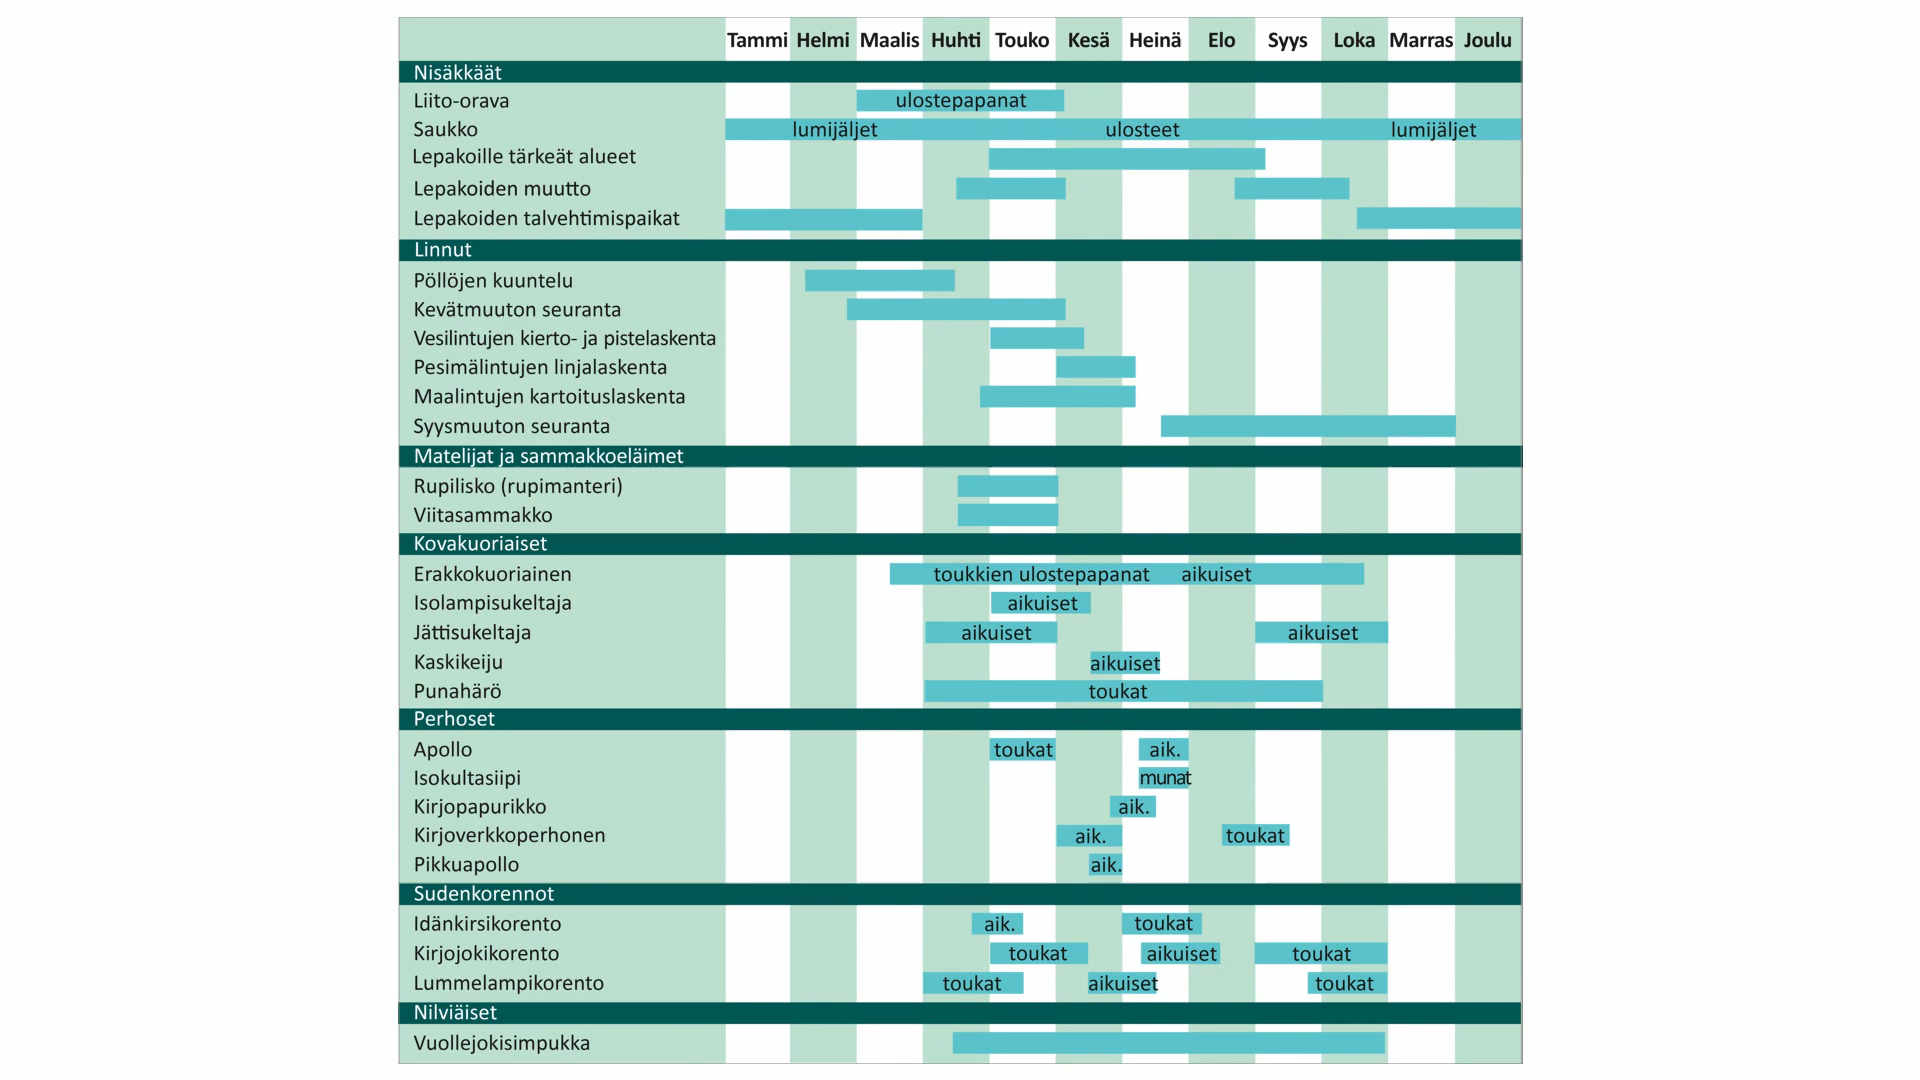 Tammi Helmi Maalis Huhti Touko Kesä Heinä Elo Syys Loka Marras Joulu
Nisäkkäät
Liito-orava ulostepapanat
Saukko lumijäljet ulosteet lumijäljet
Lepakoille tärkeät alueet
Lepakoiden muutto
Lepakoiden talvehtimispaikat
Linnut
Pöllöjen kuuntelu
Kevätmuuton seuranta
Vesilintujen kierto- ja pistelaskenta
Pesimälintujen linjalaskenta
Maalintujen kartoituslaskenta
Syysmuuton seuranta
Matelijat ja sammakkoeläimet
Rupilisko (rupimanteri)
Viitasammakko
Kovakuoriaiset
Erakkokuoriainen toukkien ulostepapanat aikuiset
Isolampisukeltaja aikuiset
Jättisukeltaja aikuiset aikuiset
Kaskikeiju aikuiset
Punahärö toukat
Perhoset
Apollo toukat aik.
Isokultasiipi munat
Kirjopapurikko aik.
Kirjoverkkoperhonen aik. toukat
Pikkuapollo aik.
Sudenkorennot
Idänkirsikorento aik. toukat
Kirjojokikorento toukat aikuiset toukat
Lummelampikorento toukat aikuiset toukat
Nilviäiset
Vuollejokisimpukka